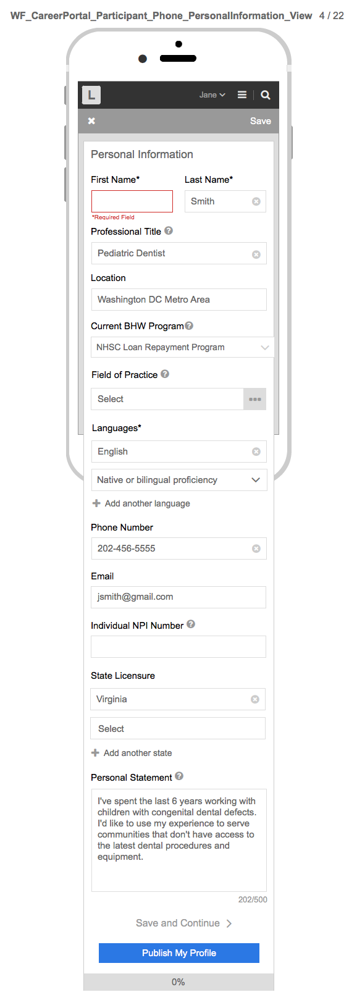 WF_CareerPortal_Participant_Phone_PersonalInformation_View 4 / 22
L Jane
Save
Personal Information
First Name* Last Name*
Smith
*Required Field
Professional Title ?
Pediatric Dentist
Location
Washington DC Metro Area
Current BHW Program ?
NHSC Loan Repayment Program
Field of Practice ?
Select
Languages*
English
Native or bilingual proficiency
Add another language
Phone Number
202-456-5555
Email
jsmith@gmail.com
Individual NPI Number ?
State Licensure
Virginia
Select
Add another state
Personal Statement ?
I've spent the last 6 years working with
children with congenital dental defects.
I'd like to use my experience to serve
communities that don't have access to
the latest dental procedures and
equipment.
202/500
Save and Continue
Publish My Profile
0%